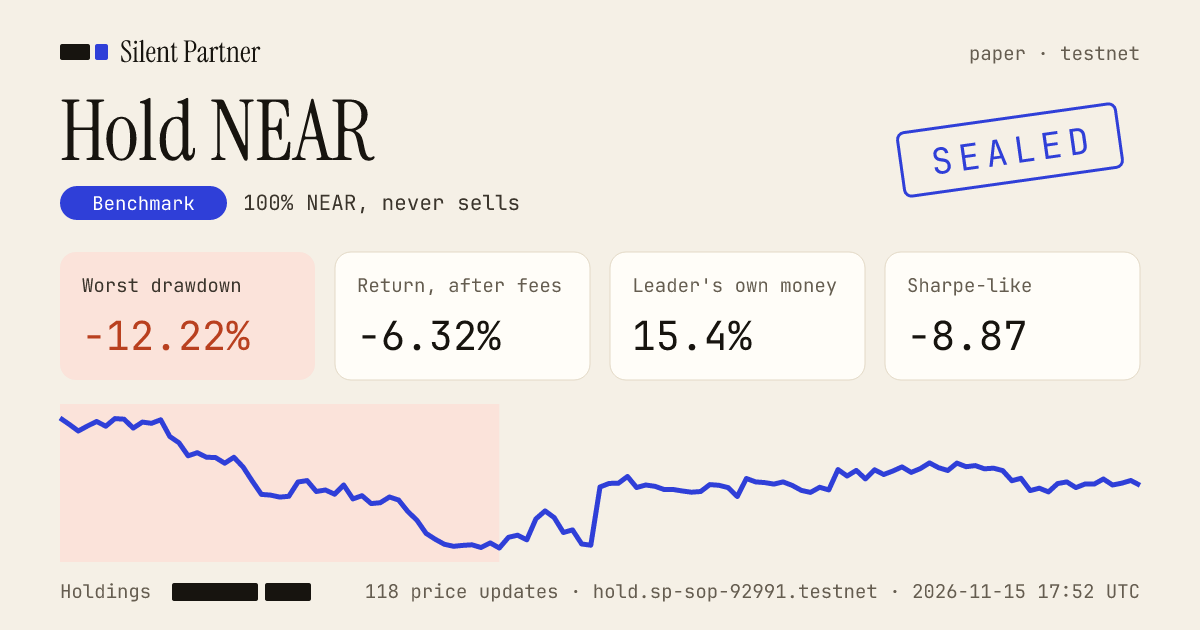 Silent Partner
paper · testnet
Hold NEAR
SEALED
Benchmark
100% NEAR, never sells
Worst drawdown
-12.22%
Return, after fees
-6.32%
Leader's own money
15.4%
Sharpe-like
-8.87
Holdings
118 price updates · hold.sp-sop-92991.testnet · 2026-11-15 17:52 UTC